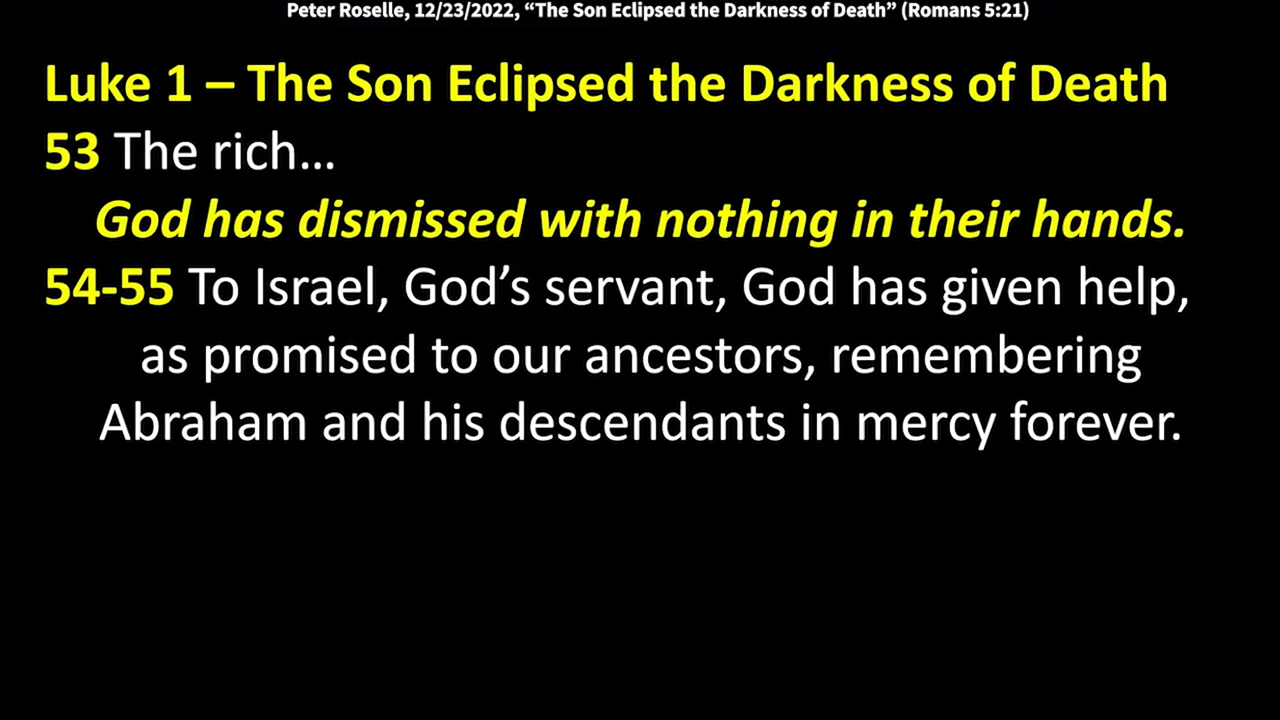 Peter Roselle, 12/23/2022, “The Son Eclipsed the Darkness of Death” (Romans 5:21)
Luke 1 – The Son Eclipsed the Darkness of Death
53 The rich…
God has dismissed with nothing in their hands.
54-55 To Israel, God’s servant, God has given help,
as promised to our ancestors, remembering
Abraham and his descendants in mercy forever.